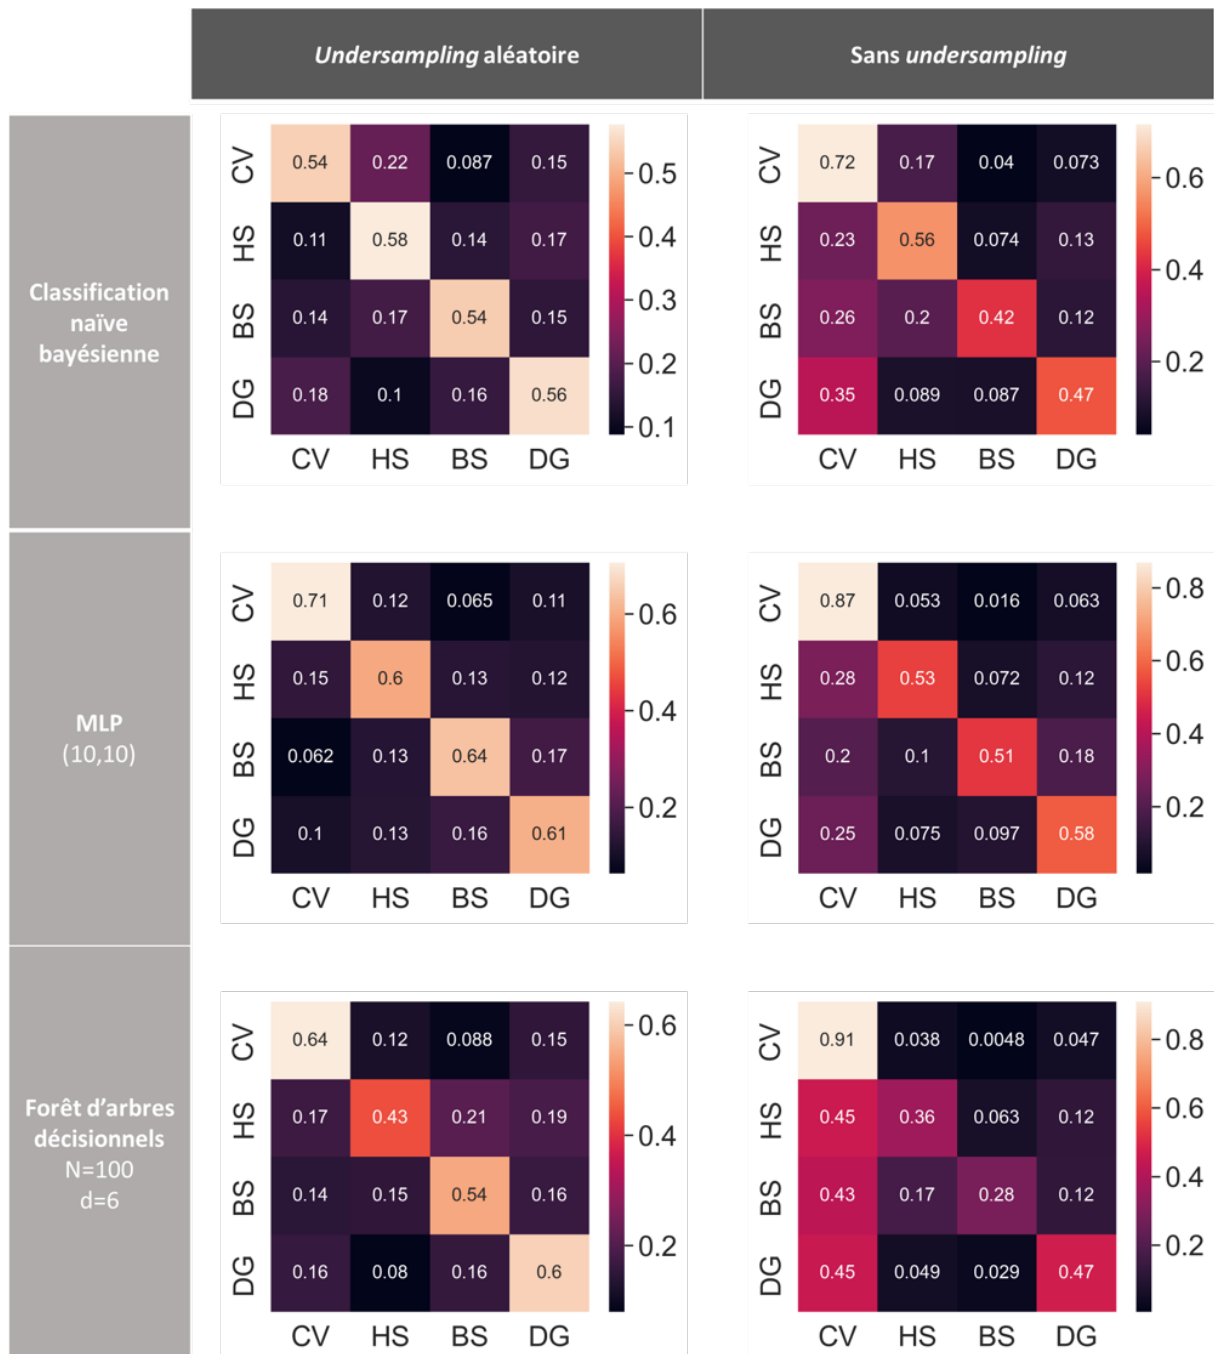 Undersampling aléatoire
Sans undersampling
Classification
naïve
bayésienne
CV 0.54 0.22 0.087 0.15
HS 0.11 0.58 0.14 0.17
BS 0.14 0.17 0.54 0.15
DG 0.18 0.1 0.16 0.56
CV HS BS DG
0.5
0.4
0.3
0.2
0.1
CV 0.72 0.17 0.04 0.073
HS 0.23 0.56 0.074 0.13
BS 0.26 0.2 0.42 0.12
DG 0.35 0.089 0.087 0.47
CV HS BS DG
0.6
0.4
0.2
MLP
(10,10)
CV 0.71 0.12 0.065 0.11
HS 0.15 0.6 0.13 0.12
BS 0.062 0.13 0.64 0.17
DG 0.1 0.13 0.16 0.61
CV HS BS DG
0.6
0.4
0.2
CV 0.87 0.053 0.016 0.063
HS 0.28 0.53 0.072 0.12
BS 0.2 0.1 0.51 0.18
DG 0.25 0.075 0.097 0.58
CV HS BS DG
0.8
0.6
0.4
0.2
Forêt d'arbres
décisionnels
N=100
d=6
CV 0.64 0.12 0.088 0.15
HS 0.17 0.43 0.21 0.19
BS 0.14 0.15 0.54 0.16
DG 0.16 0.08 0.16 0.6
CV HS BS DG
0.6
0.4
0.2
CV 0.91 0.038 0.0048 0.047
HS 0.45 0.36 0.063 0.12
BS 0.43 0.17 0.28 0.12
DG 0.45 0.049 0.029 0.47
CV HS BS DG
0.8
0.6
0.4
0.2